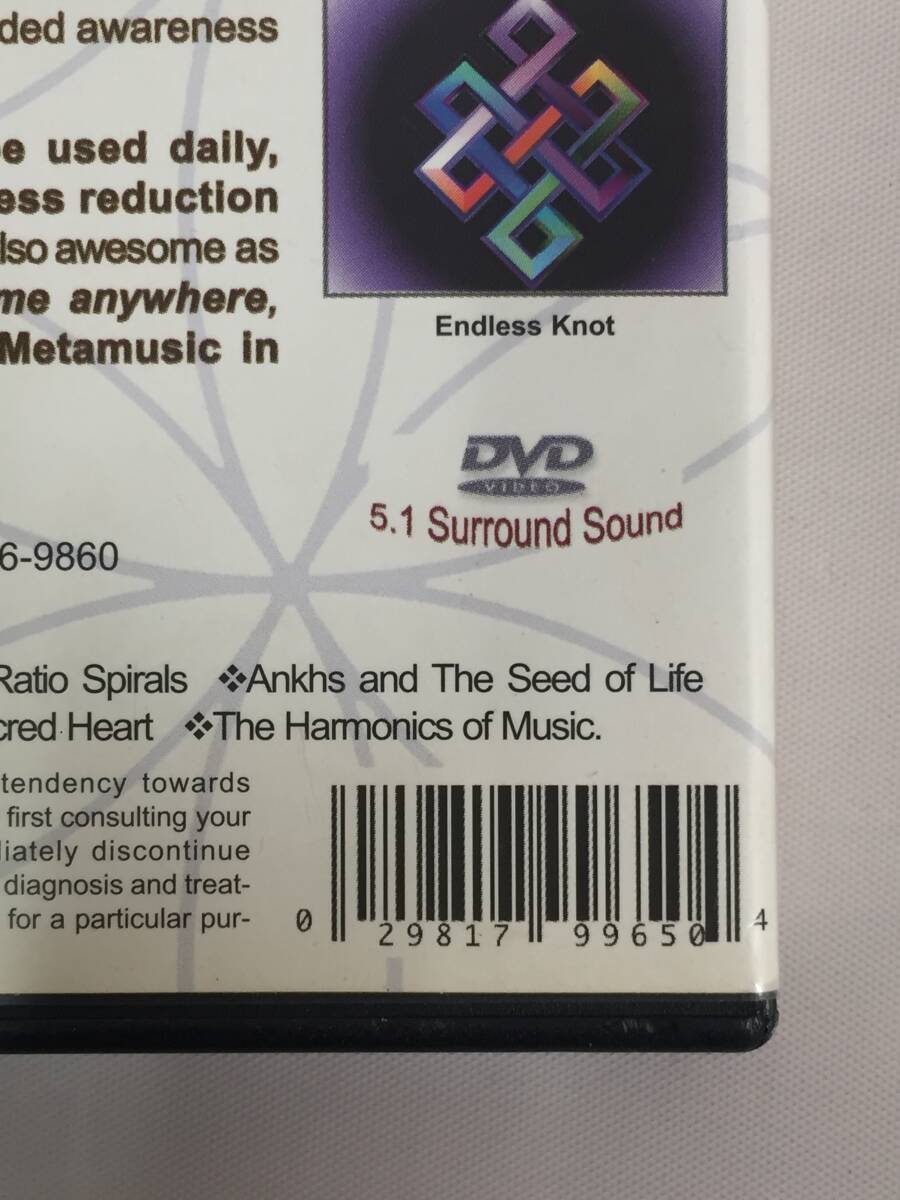 ded awareness
e used daily,
ess reduction
lso awesome as
me anywhere,
Metamusic in
Endless Knot
DVD
VIDEO
5.1 Surround Sound
6-9860
Ratio Spirals ❖Ankhs and The Seed of Life
cred Heart ❖The Harmonics of Music.
tendency towards
first consulting your
liately discontinue
diagnosis and treat-
for a particular pur-
0 29817 99650 4